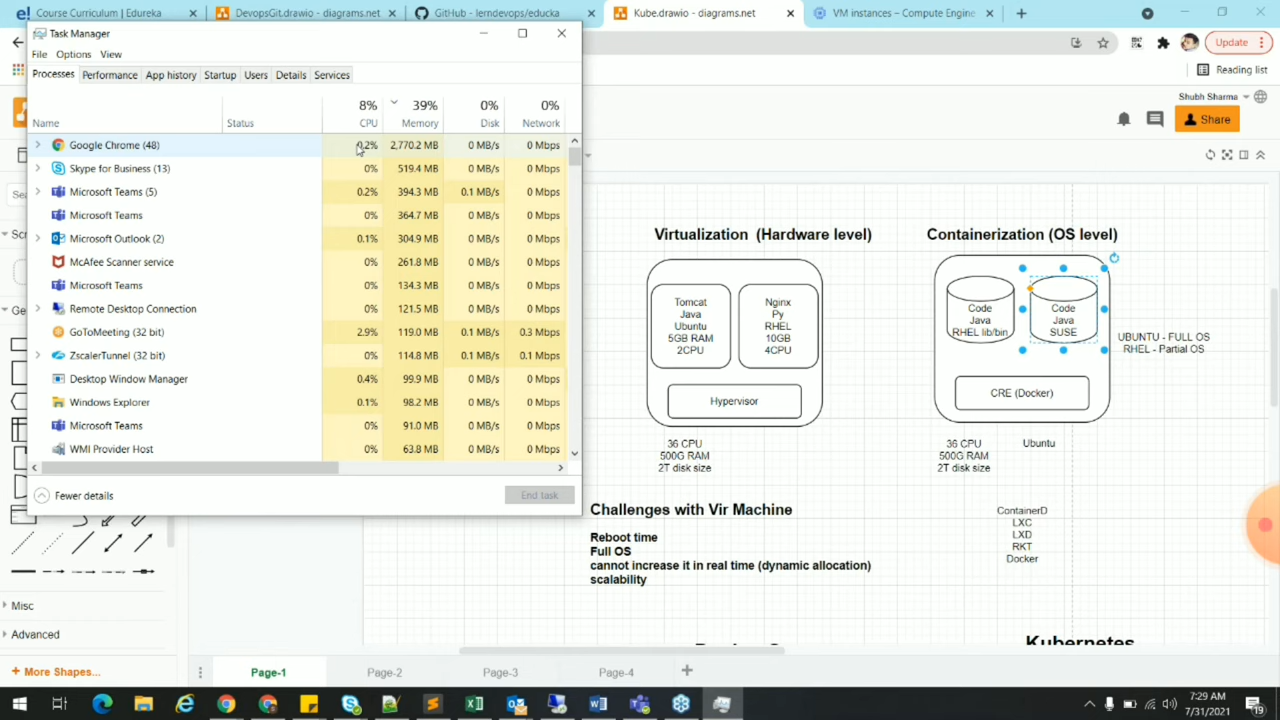 Course Curriculum | Edureka
DevopsGit.drawio - diagrams.net
GitHub - lerndevops/educka
Kube.drawio - diagrams.net
VM instances – Compute Engine
Task Manager
File Options View
Update
Processes Performance App history Startup Users Details Services
Reading list
Shubh Sharma
Share
8% 39% 0% 0%
Name Status CPU Memory Disk Network
Google Chrome (48) 0.2% 2,770.2 MB 0 MB/s 0 Mbps
Skype for Business (13) 0% 519.4 MB 0 MB/s 0 Mbps
Microsoft Teams (5) 0.2% 394.3 MB 0.1 MB/s 0 Mbps
Microsoft Teams 0% 364.7 MB 0 MB/s 0 Mbps
Microsoft Outlook (2) 0.1% 304.9 MB 0 MB/s 0 Mbps
McAfee Scanner service 0% 261.8 MB 0 MB/s 0 Mbps
Microsoft Teams 0% 134.3 MB 0 MB/s 0 Mbps
Remote Desktop Connection 0% 121.5 MB 0 MB/s 0 Mbps
GoToMeeting (32 bit) 2.9% 119.0 MB 0.1 MB/s 0.3 Mbps
ZscalerTunnel (32 bit) 0% 114.8 MB 0.1 MB/s 0.1 Mbps
Desktop Window Manager 0.4% 99.9 MB 0 MB/s 0 Mbps
Windows Explorer 0.1% 98.2 MB 0 MB/s 0 Mbps
Microsoft Teams 0% 91.0 MB 0 MB/s 0 Mbps
WMI Provider Host 0% 63.8 MB 0 MB/s 0 Mbps
Fewer details
End task
Virtualization (Hardware level)
Tomcat
Java
Ubuntu
5GB RAM
2CPU
Nginx
Py
RHEL
10GB
4CPU
Hypervisor
36 CPU
500G RAM
2T disk size
Containerization (OS level)
Code
Java
RHEL lib/bin
Code
Java
SUSE
UBUNTU - FULL OS
RHEL - Partial OS
CRE (Docker)
36 CPU
500G RAM
2T disk size
Ubuntu
Challenges with Vir Machine
Reboot time
Full OS
cannot increase it in real time (dynamic allocation)
scalability
ContainerD
LXC
LXD
RKT
Docker
Kubernetes
Misc
Advanced
+ More Shapes...
Page-1 Page-2 Page-3 Page-4
7:29 AM
7/31/2021
19